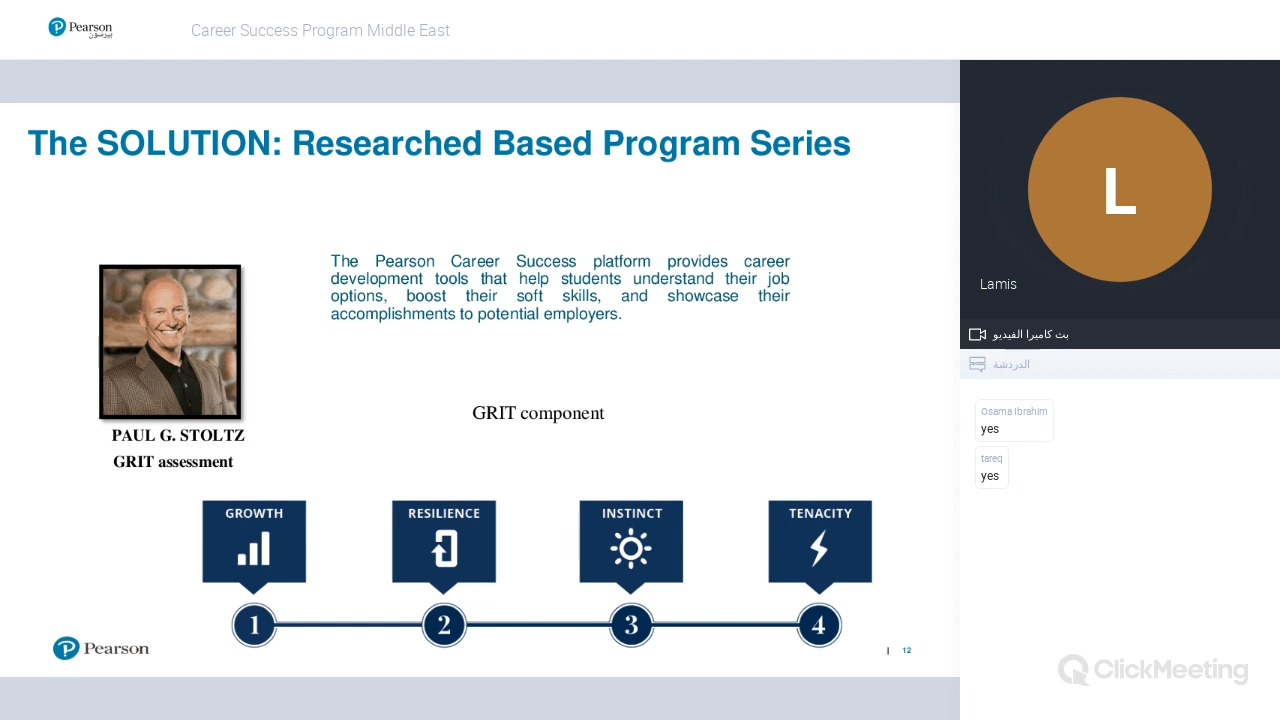 Pearson
بيرسون
Career Success Program Middle East
The SOLUTION: Researched Based Program Series
The Pearson Career Success platform provides career
development tools that help students understand their job
options, boost their soft skills, and showcase their
accomplishments to potential employers.
PAUL G. STOLTZ
GRIT assessment
GRIT component
GROWTH
RESILIENCE
INSTINCT
TENACITY
1
2
3
4
Pearson
| 12
L
Lamis
بث كاميرا الفيديو
الدردشة
Osama Ibrahim
yes
tareq
yes
ClickMeeting